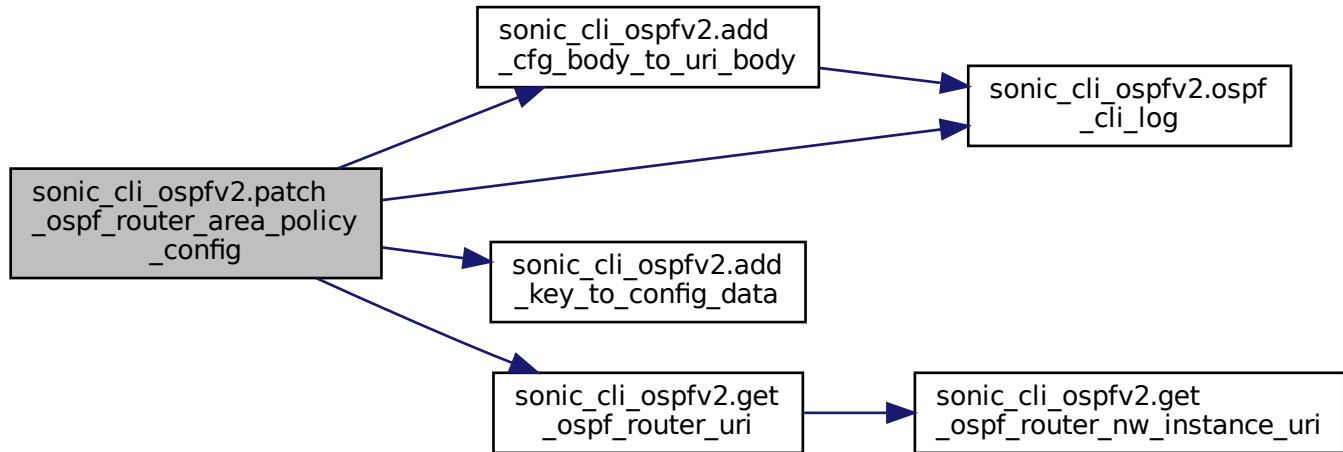 sonic_cli_ospfv2.add
_cfg_body_to_uri_body
sonic_cli_ospfv2.ospf
_cli_log
sonic_cli_ospfv2.patch
_ospf_router_area_policy
_config
sonic_cli_ospfv2.add
_key_to_config_data
sonic_cli_ospfv2.get
_ospf_router_uri
sonic_cli_ospfv2.get
_ospf_router_nw_instance_uri